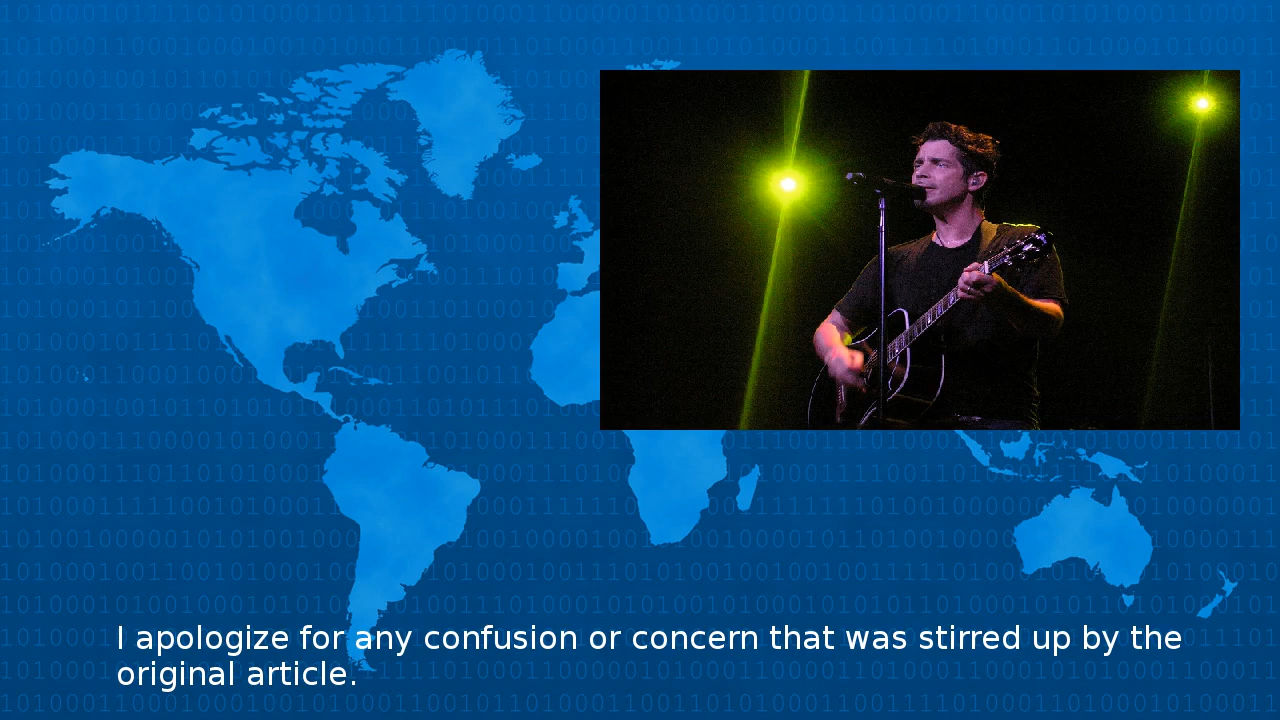 I apologize for any confusion or concern that was stirred up by the
original article.